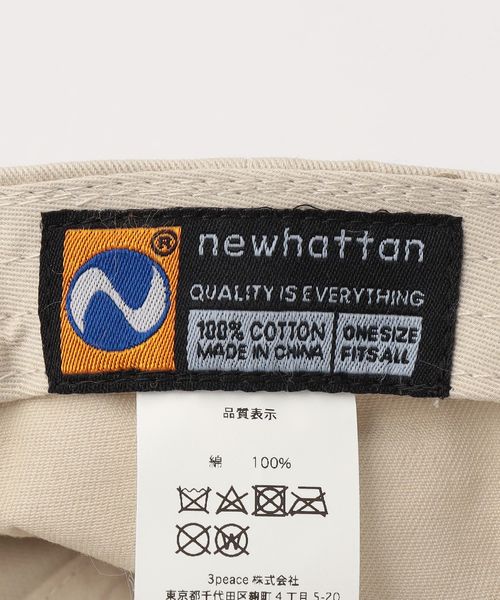 ®
newhattan
QUALITY IS EVERYTHING
100% COTTON
MADE IN CHINA
ONE SIZE
FITS ALL
品質表示
綿 100%
3peace 株式会社
東京都千代田区麹町4丁目5-20